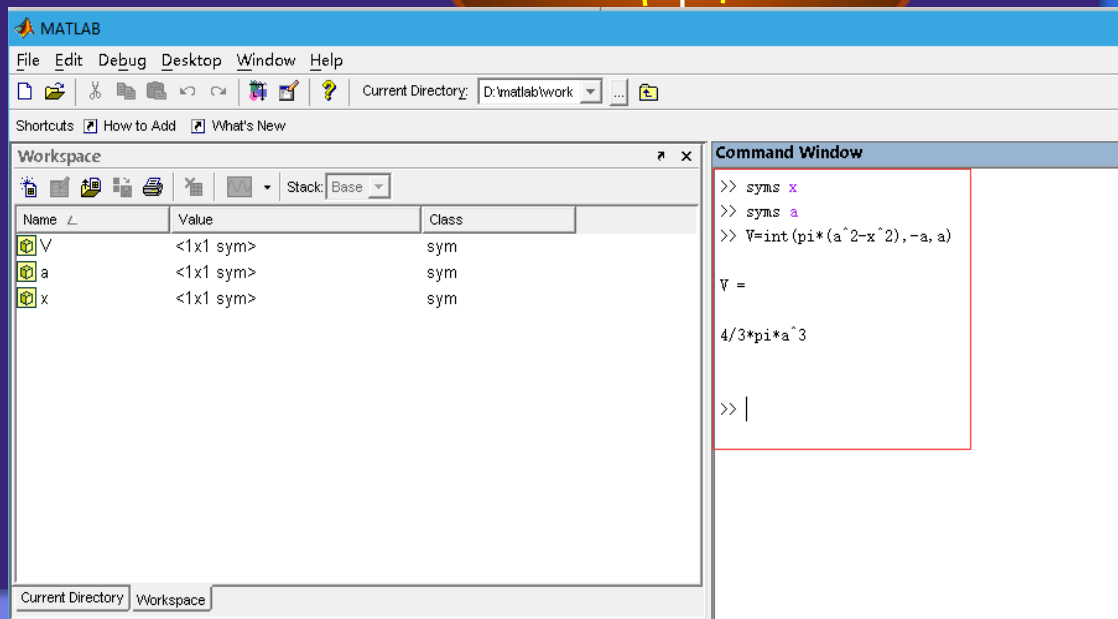 MATLAB
File Edit Debug Desktop Window Help
Current Directory: D:\matlab\work ...
Shortcuts How to Add What's New
Workspace
Stack: Base
Name Value Class
V <1x1 sym> sym
a <1x1 sym> sym
x <1x1 sym> sym
Current Directory Workspace
Command Window
>> syms x
>> syms a
>> V=int(pi*(a^2-x^2),-a,a)
V =
4/3*pi*a^3
>>